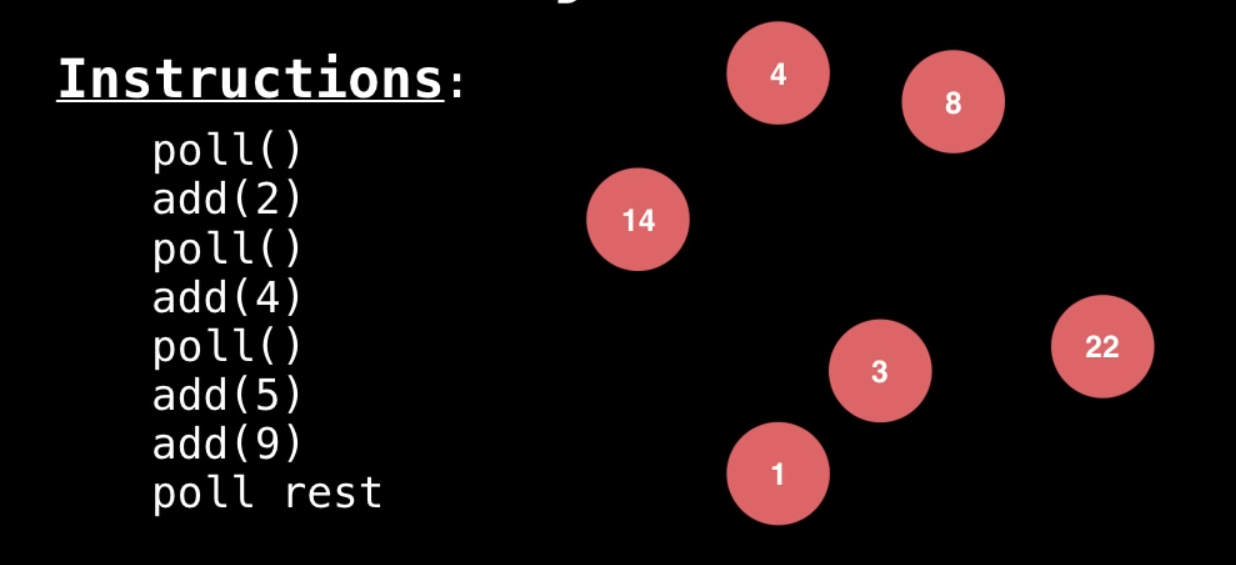 Instructions:
poll()
add(2)
poll()
add(4)
poll()
add(5)
add(9)
poll rest
4
8
14
22
3
1